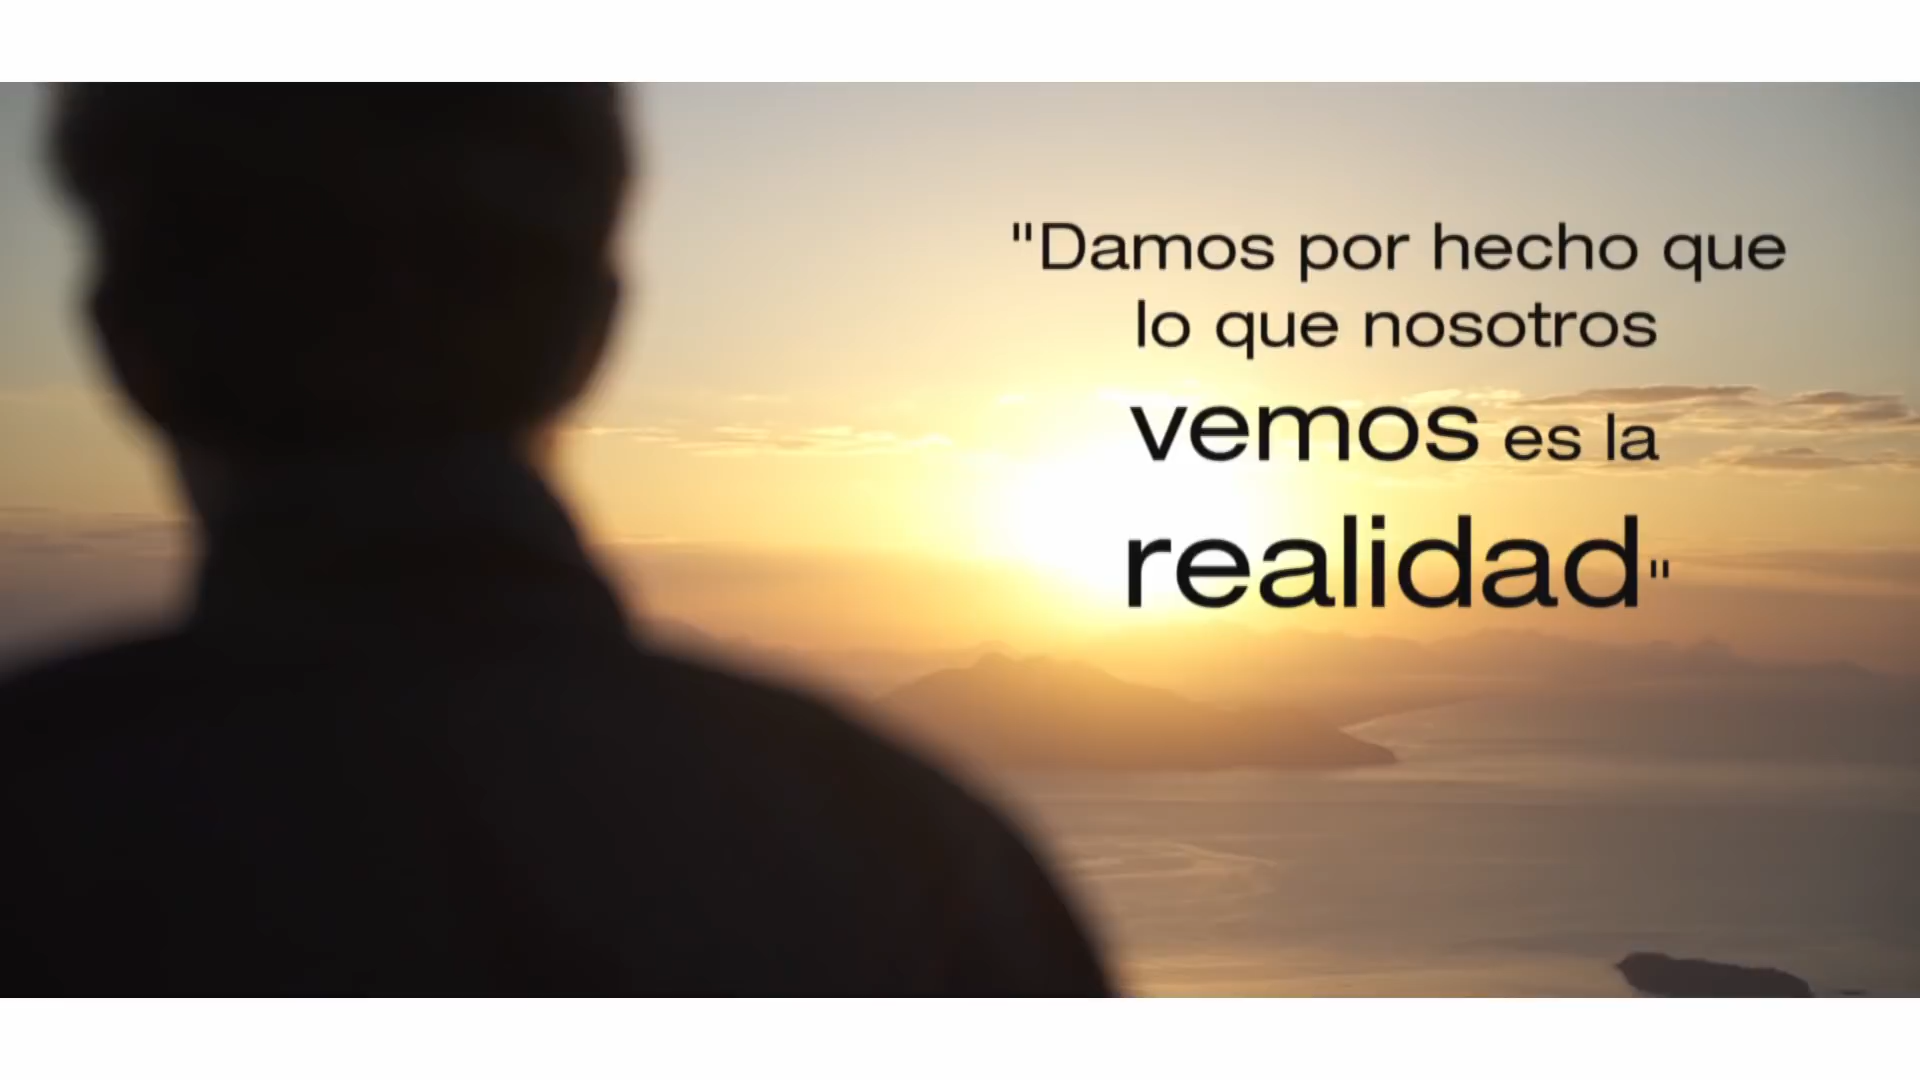 "Damos por hecho que
lo que nosotros
vemos es la
realidad"